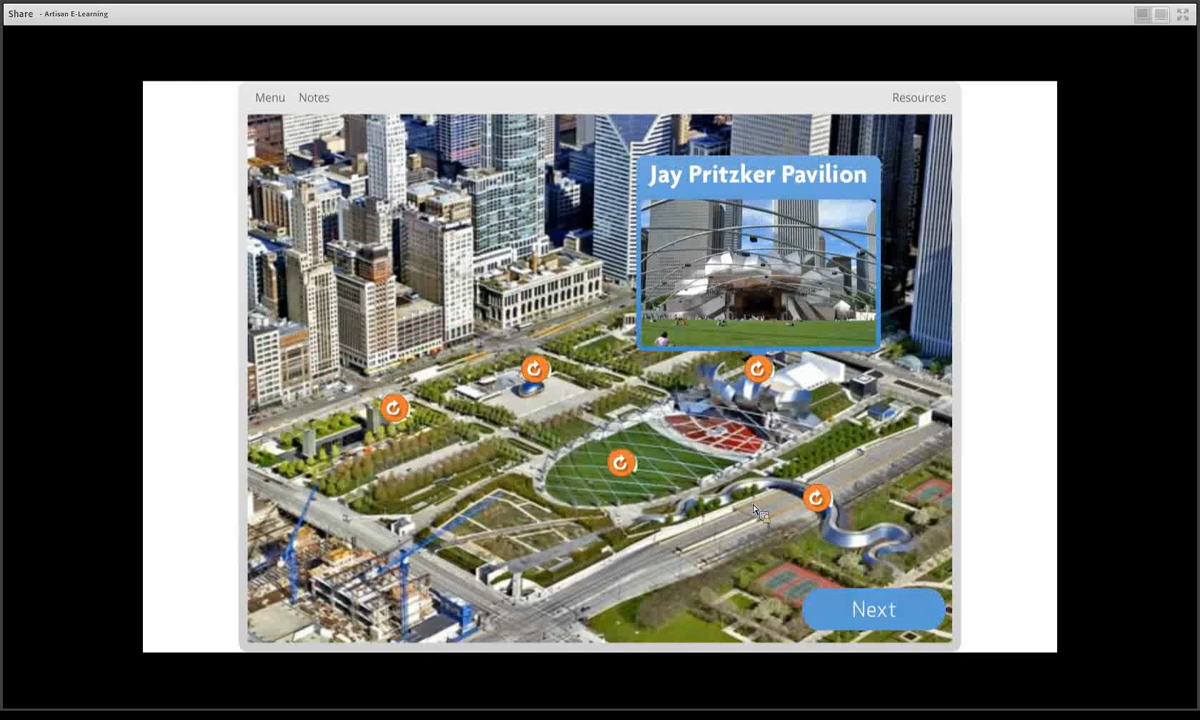 Share - Artisan E-Learning
Menu Notes Resources
Jay Pritzker Pavilion
Next